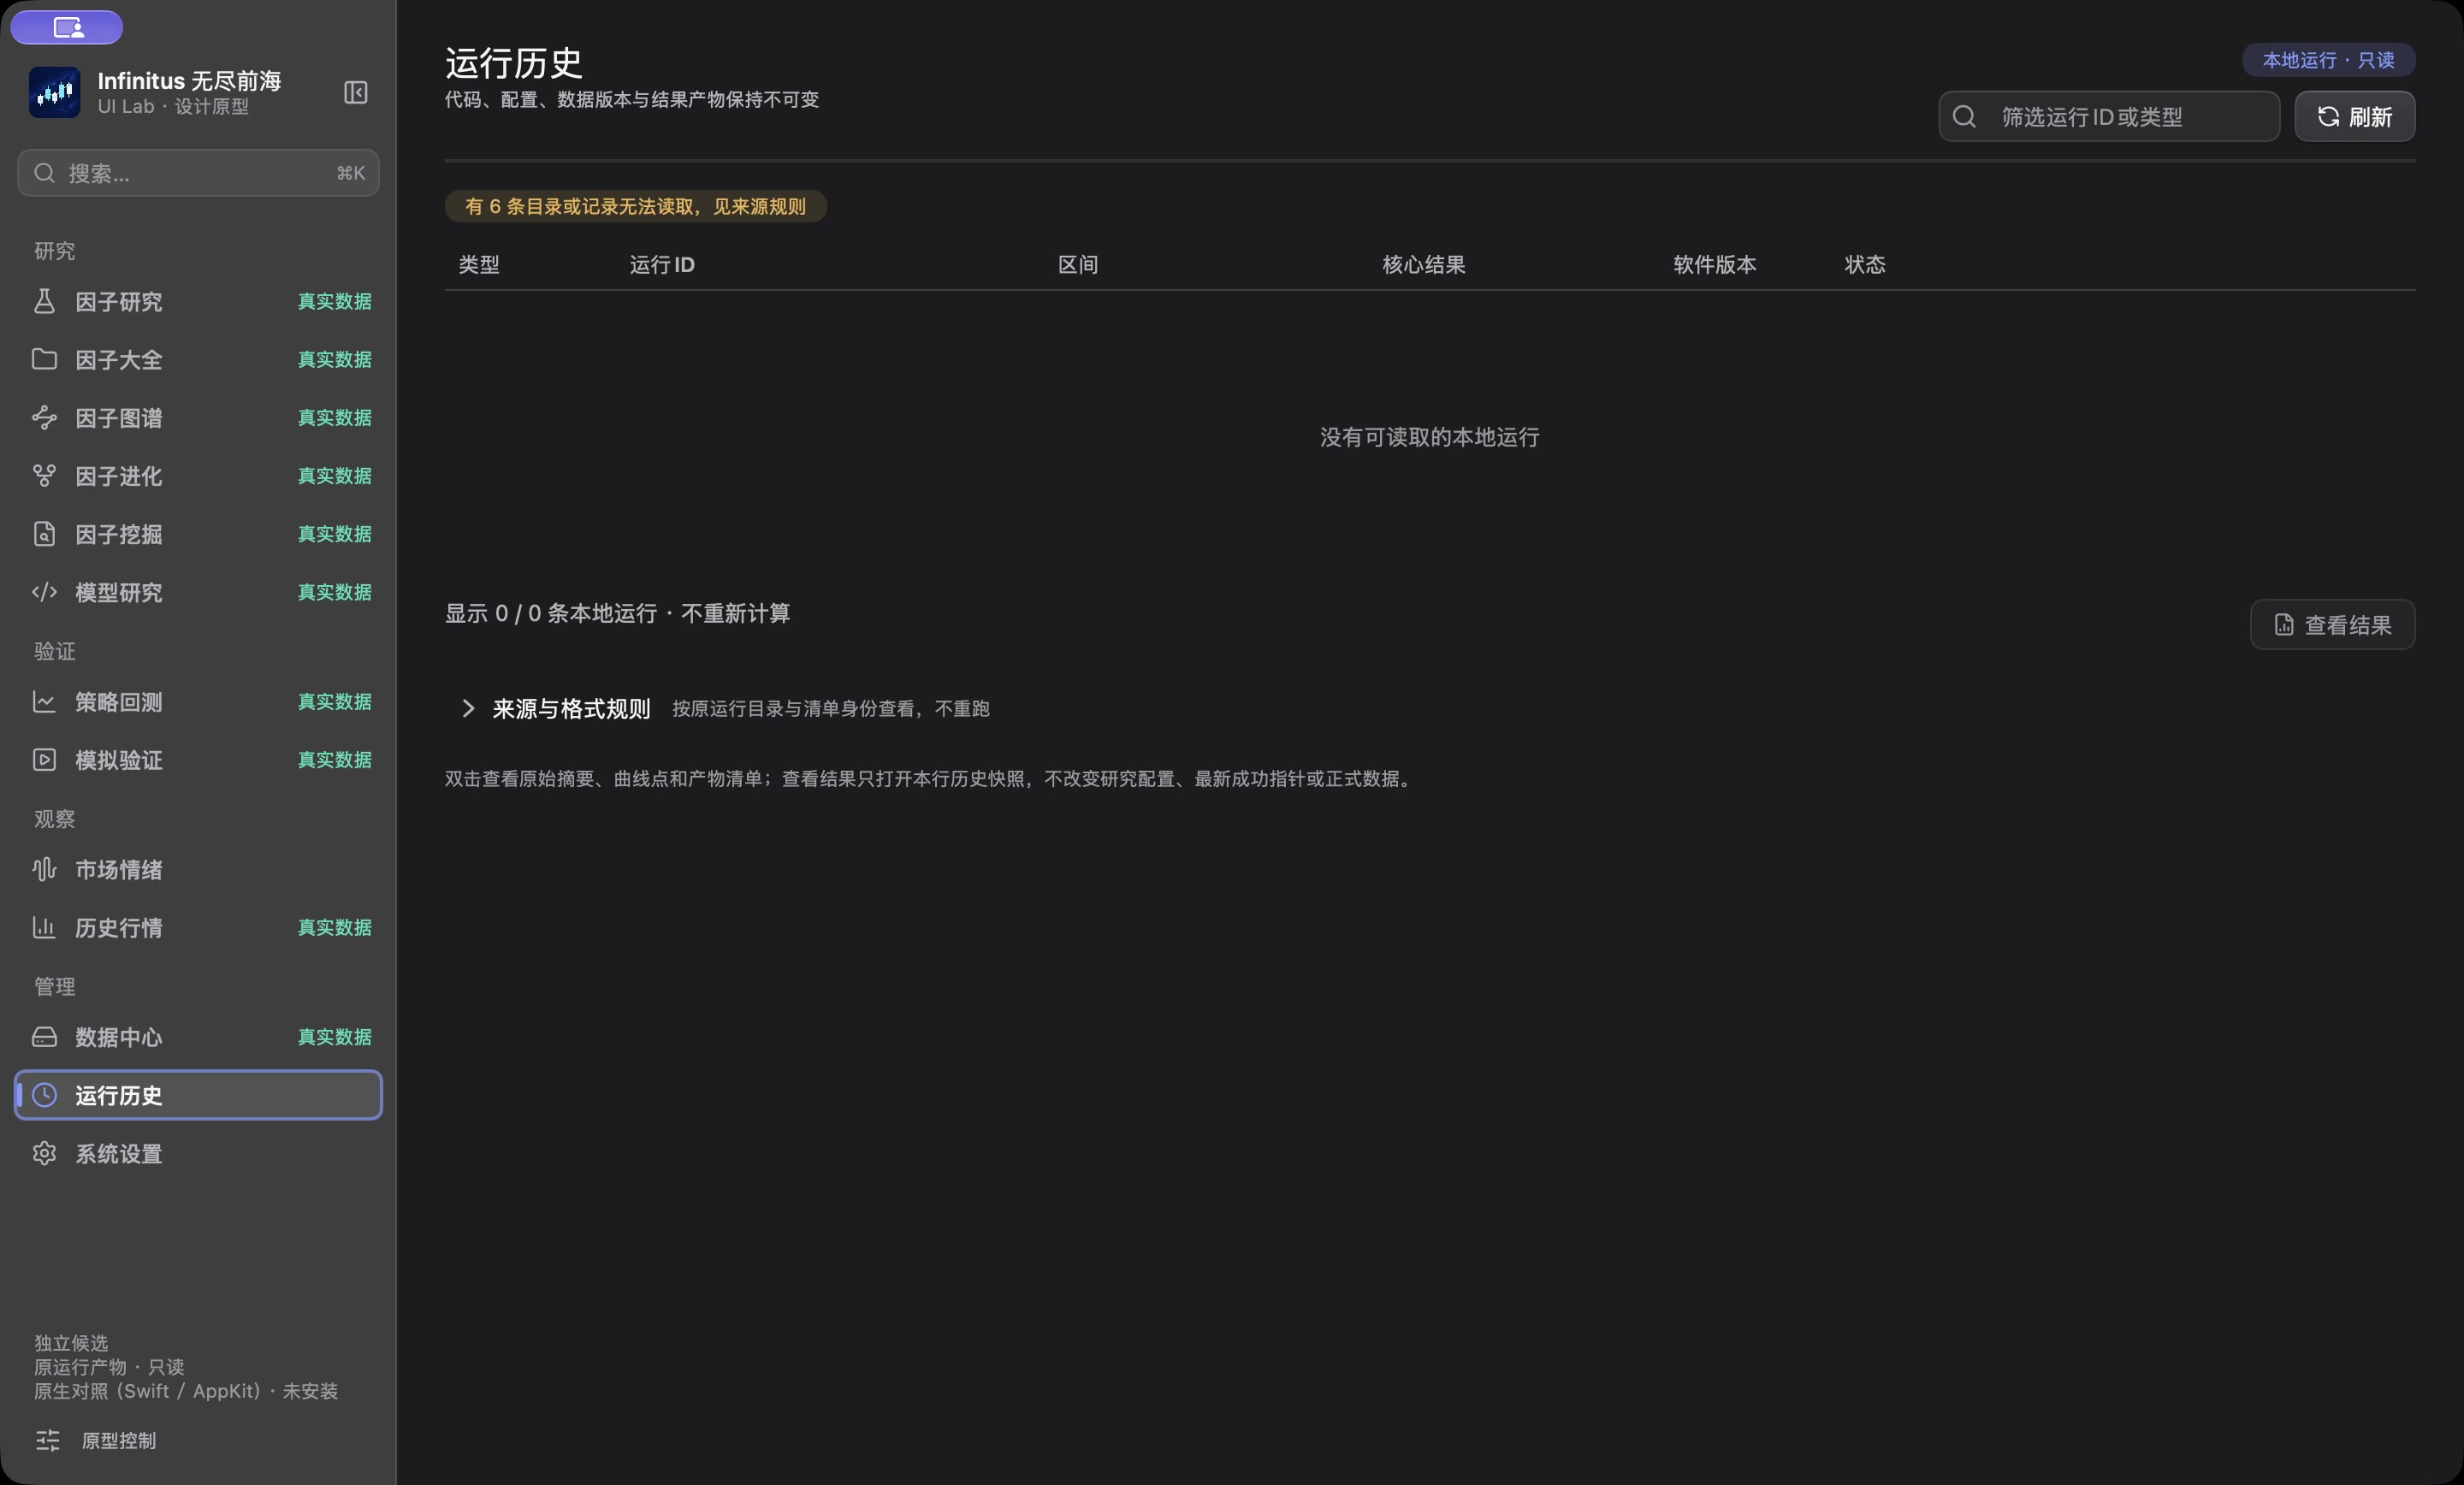 Infinitus 无尽前海
UI Lab · 设计原型
搜索... ⌘K
研究
因子研究 真实数据
因子大全 真实数据
因子图谱 真实数据
因子进化 真实数据
因子挖掘 真实数据
模型研究 真实数据
验证
策略回测 真实数据
模拟验证 真实数据
观察
市场情绪
历史行情 真实数据
管理
数据中心 真实数据
运行历史
系统设置
独立候选
原运行产物 · 只读
原生对照 (Swift / AppKit) · 未安装
原型控制
运行历史
代码、配置、数据版本与结果产物保持不可变
本地运行 · 只读
筛选运行 ID 或类型
刷新
有 6 条目录或记录无法读取，见来源规则
类型 运行 ID 区间 核心结果 软件版本 状态
没有可读取的本地运行
显示 0 / 0 条本地运行 · 不重新计算
查看结果
来源与格式规则 按原运行目录与清单身份查看，不重跑
双击查看原始摘要、曲线点和产物清单；查看结果只打开本行历史快照，不改变研究配置、最新成功指针或正式数据。